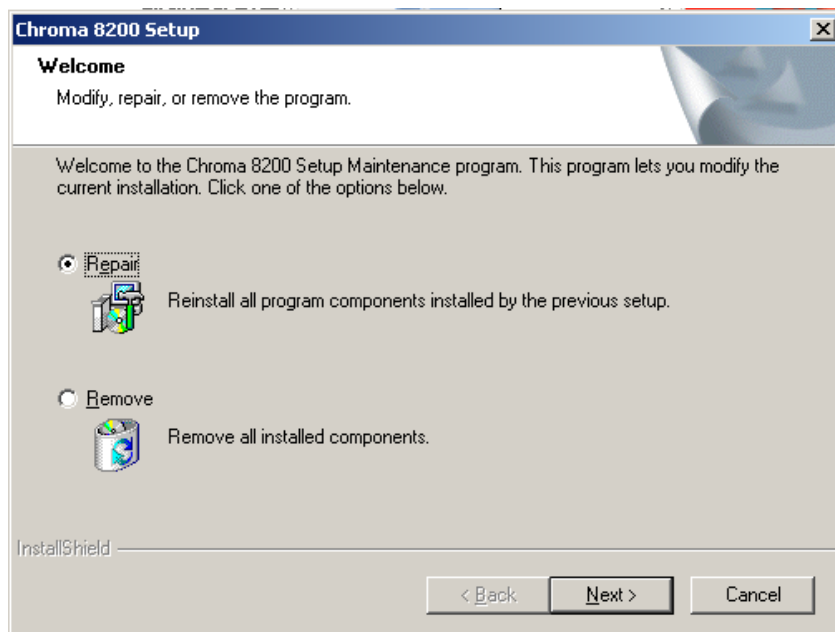 Chroma 8200 Setup
Welcome
Modify, repair, or remove the program.
Welcome to the Chroma 8200 Setup Maintenance program. This program lets you modify the
current installation. Click one of the options below.
Repair
Reinstall all program components installed by the previous setup.
Remove
Remove all installed components.
InstallShield
< Back
Next >
Cancel